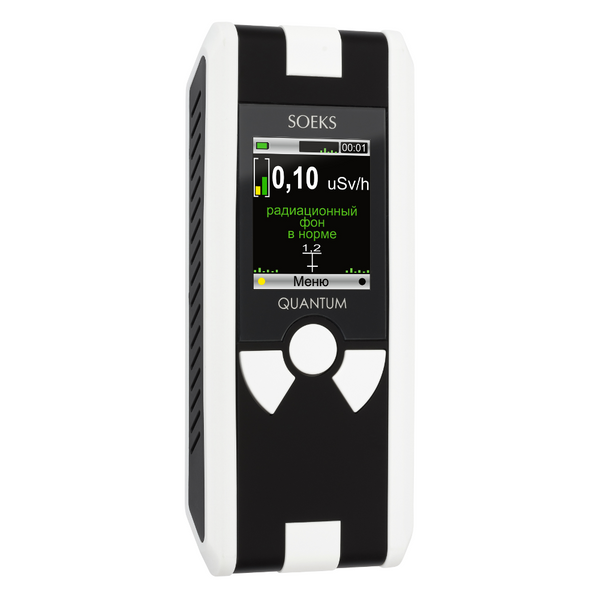 SOEKS
00:01
0,10 uSv/h
радиационный
фон
в норме
1,2
Меню
QUANTUM